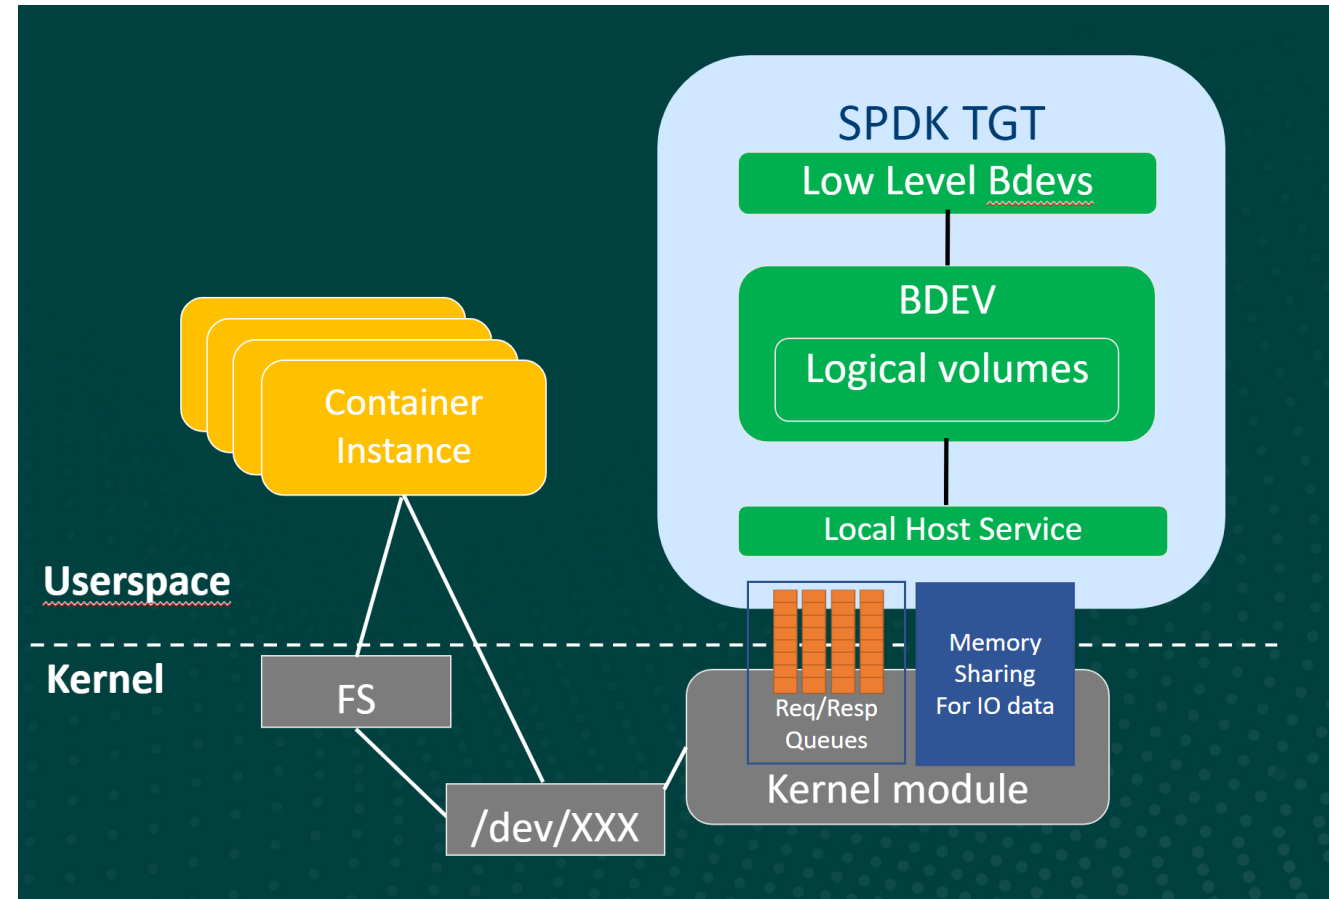 SPDK TGT
Low Level Bdevs
BDEV
Logical volumes
Container
Instance
Local Host Service
Userspace
Kernel
FS
Memory
Sharing
For IO data
Req/Resp
Queues
Kernel module
/dev/XXX